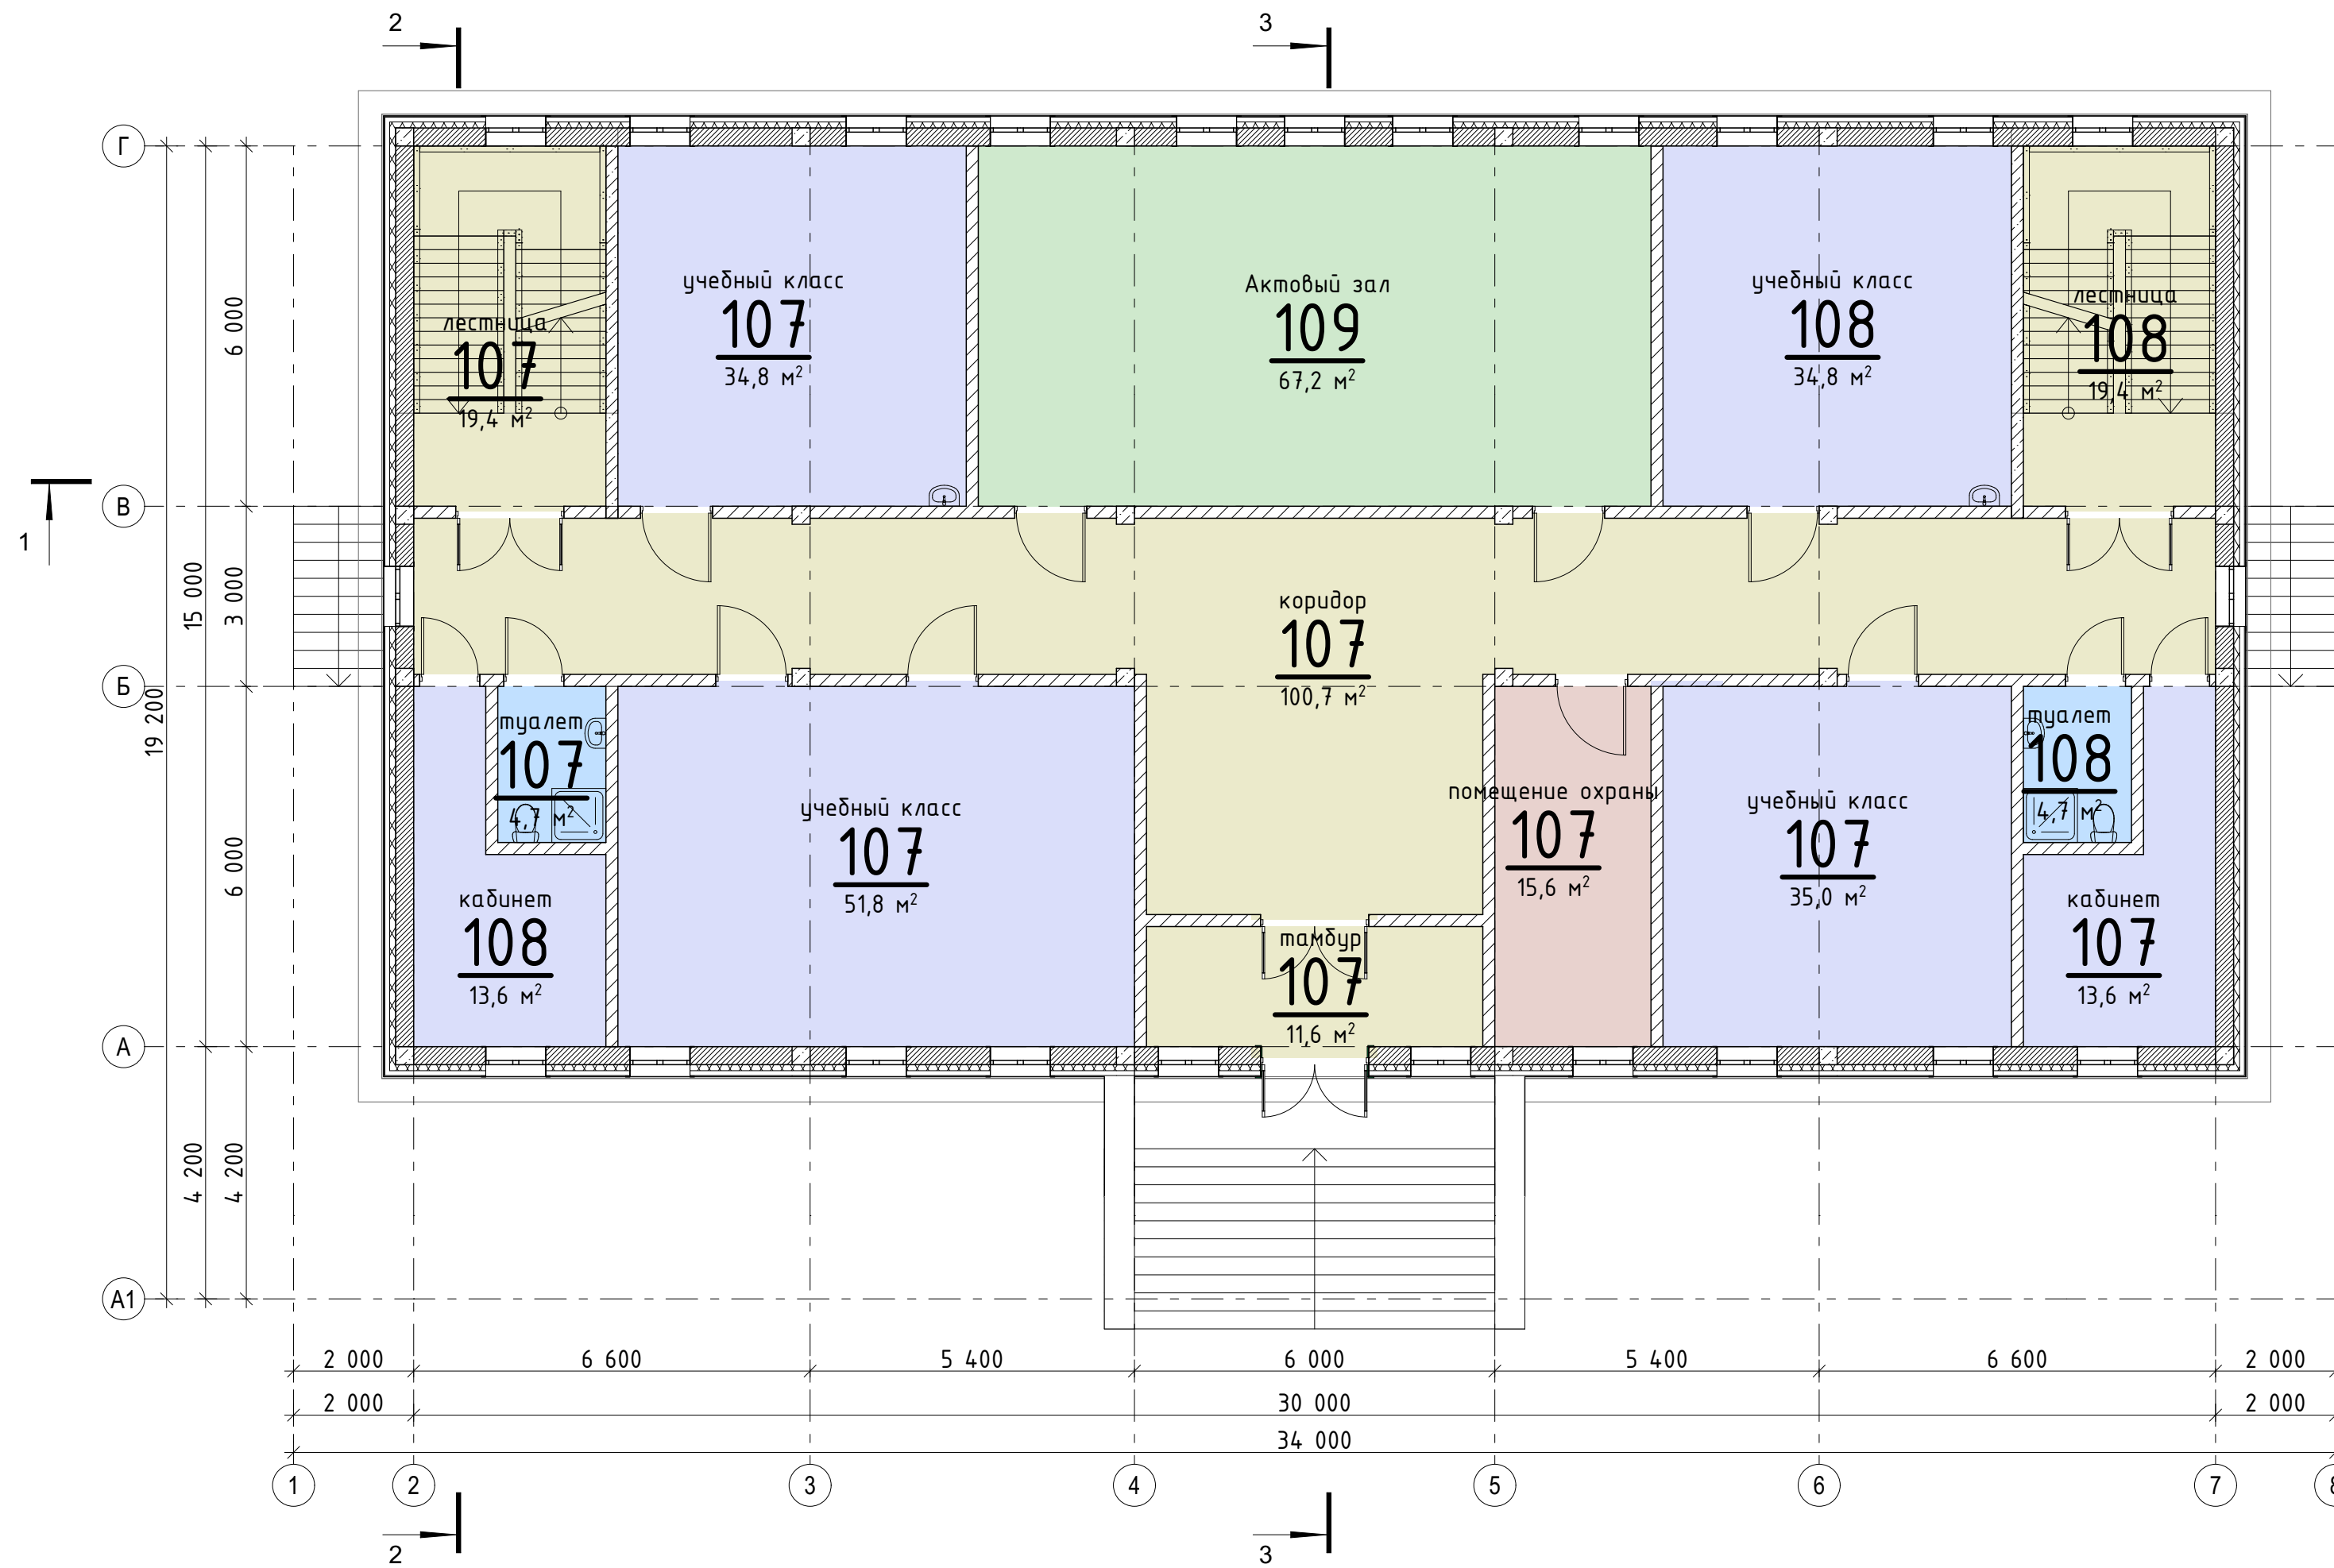 2
3
Г
6 000
учебный класс
107
34,8 м²
Актовый зал
109
67,2 м²
учебный класс
108
34,8 м²
лестница
107
19,4 м²
лестница
108
19,4 м²
В
1
15 000
3 000
коридор
107
100,7 м²
Б
19 200
туалет
107
4,7 м²
туалет
108
4,7 м²
6 000
учебный класс
107
51,8 м²
помещение охраны
107
15,6 м²
учебный класс
107
35,0 м²
кабинет
108
13,6 м²
тамбур
107
11,6 м²
кабинет
107
13,6 м²
А
4 200
4 200
А1
2 000
6 600
5 400
6 000
5 400
6 600
2 000
2 000
30 000
2 000
34 000
1
2
3
4
5
6
7
8
2
3